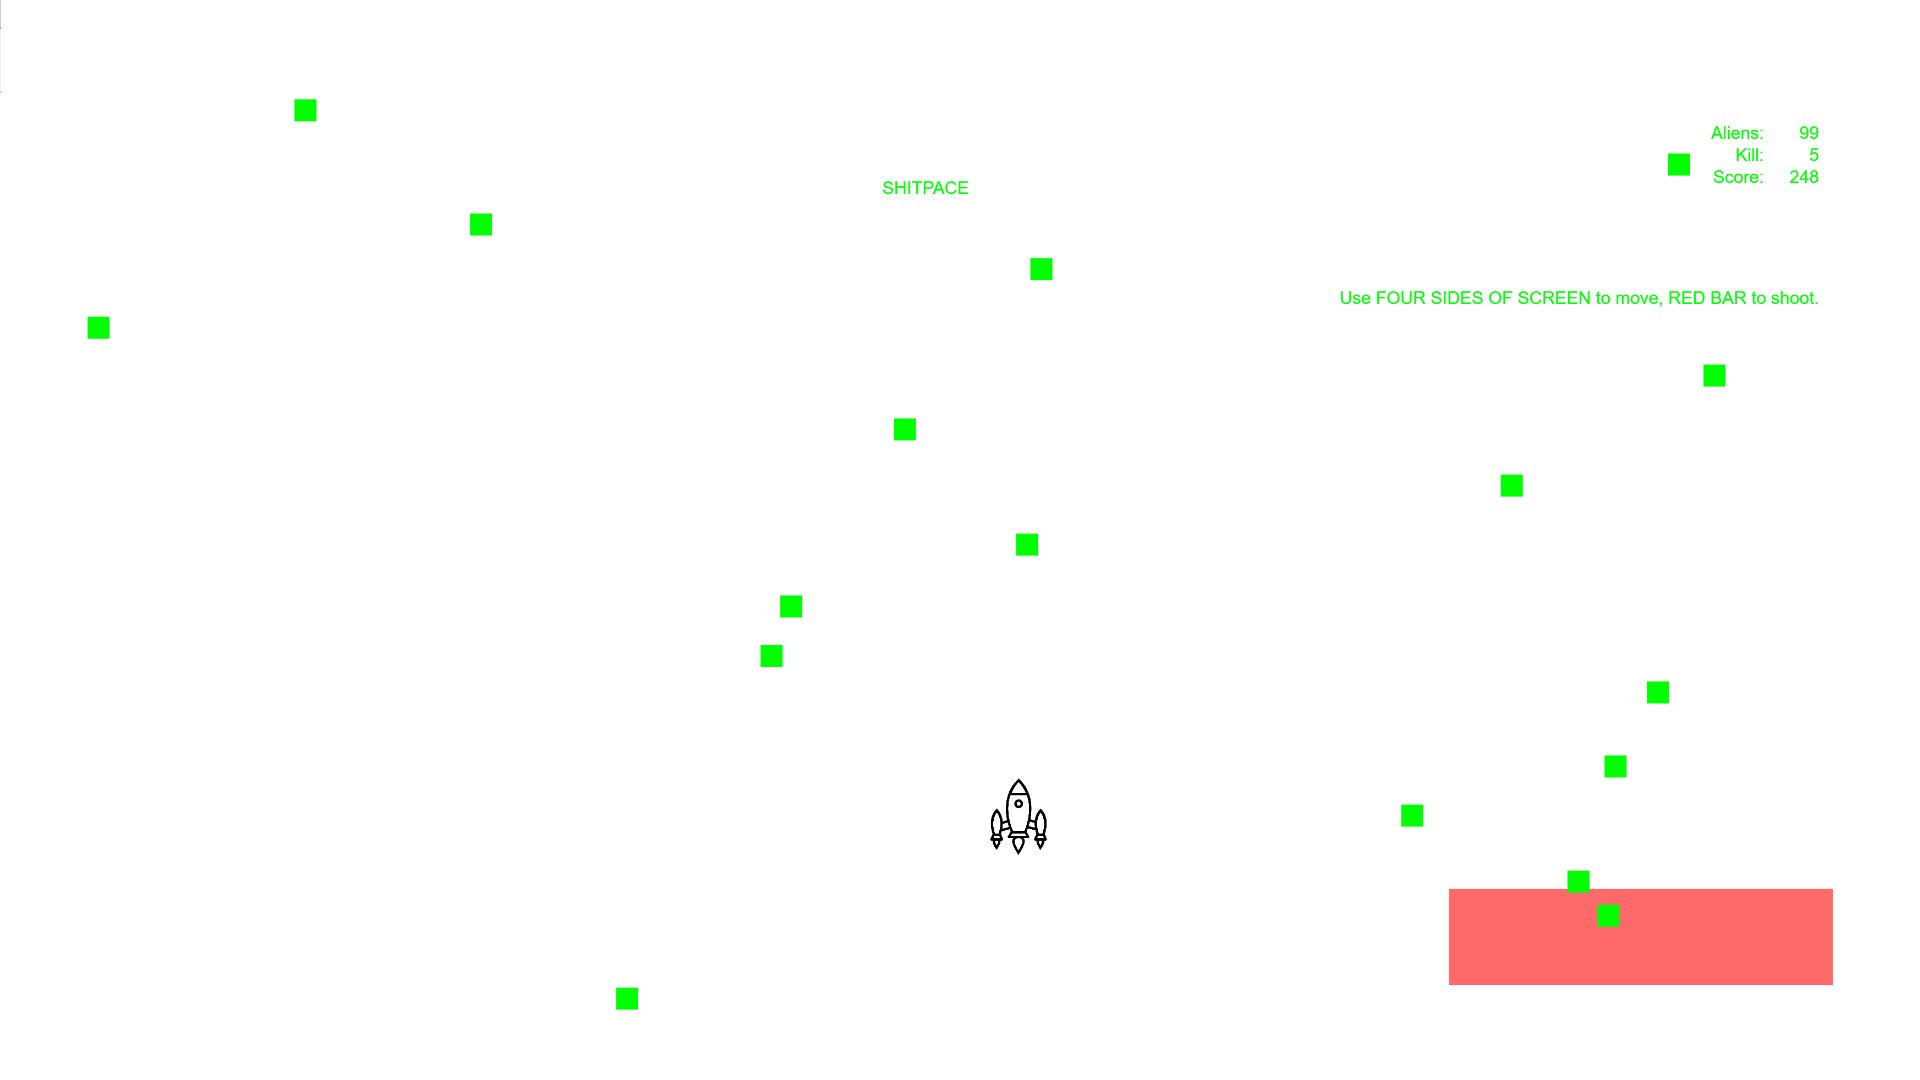 Aliens: 99
Kill: 5
Score: 248
SHITPACE
Use FOUR SIDES OF SCREEN to move, RED BAR to shoot.